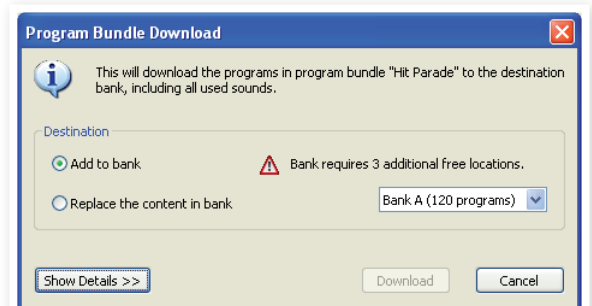 Program Bundle Download
This will download the programs in program bundle "Hit Parade" to the destination
bank, including all used sounds.
Destination
Add to bank
Bank requires 3 additional free locations.
Replace the content in bank
Bank A (120 programs)
Show Details >>
Download
Cancel